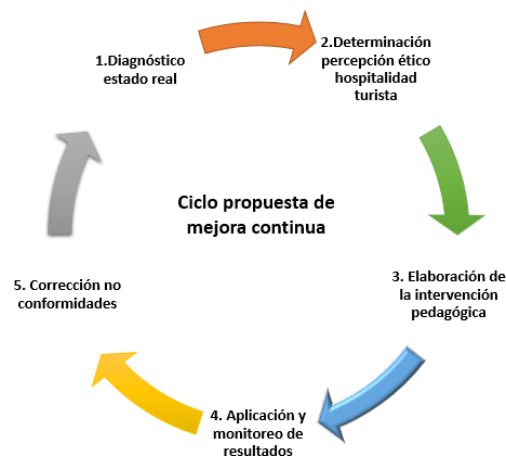 1.Diagnóstico
estado real
2.Determinación
percepción ético
hospitalidad
turista
Ciclo propuesta de
mejora continua
3. Elaboración de
la intervención
pedagógica
4. Aplicación y
monitoreo de
resultados
5. Corrección no
conformidades